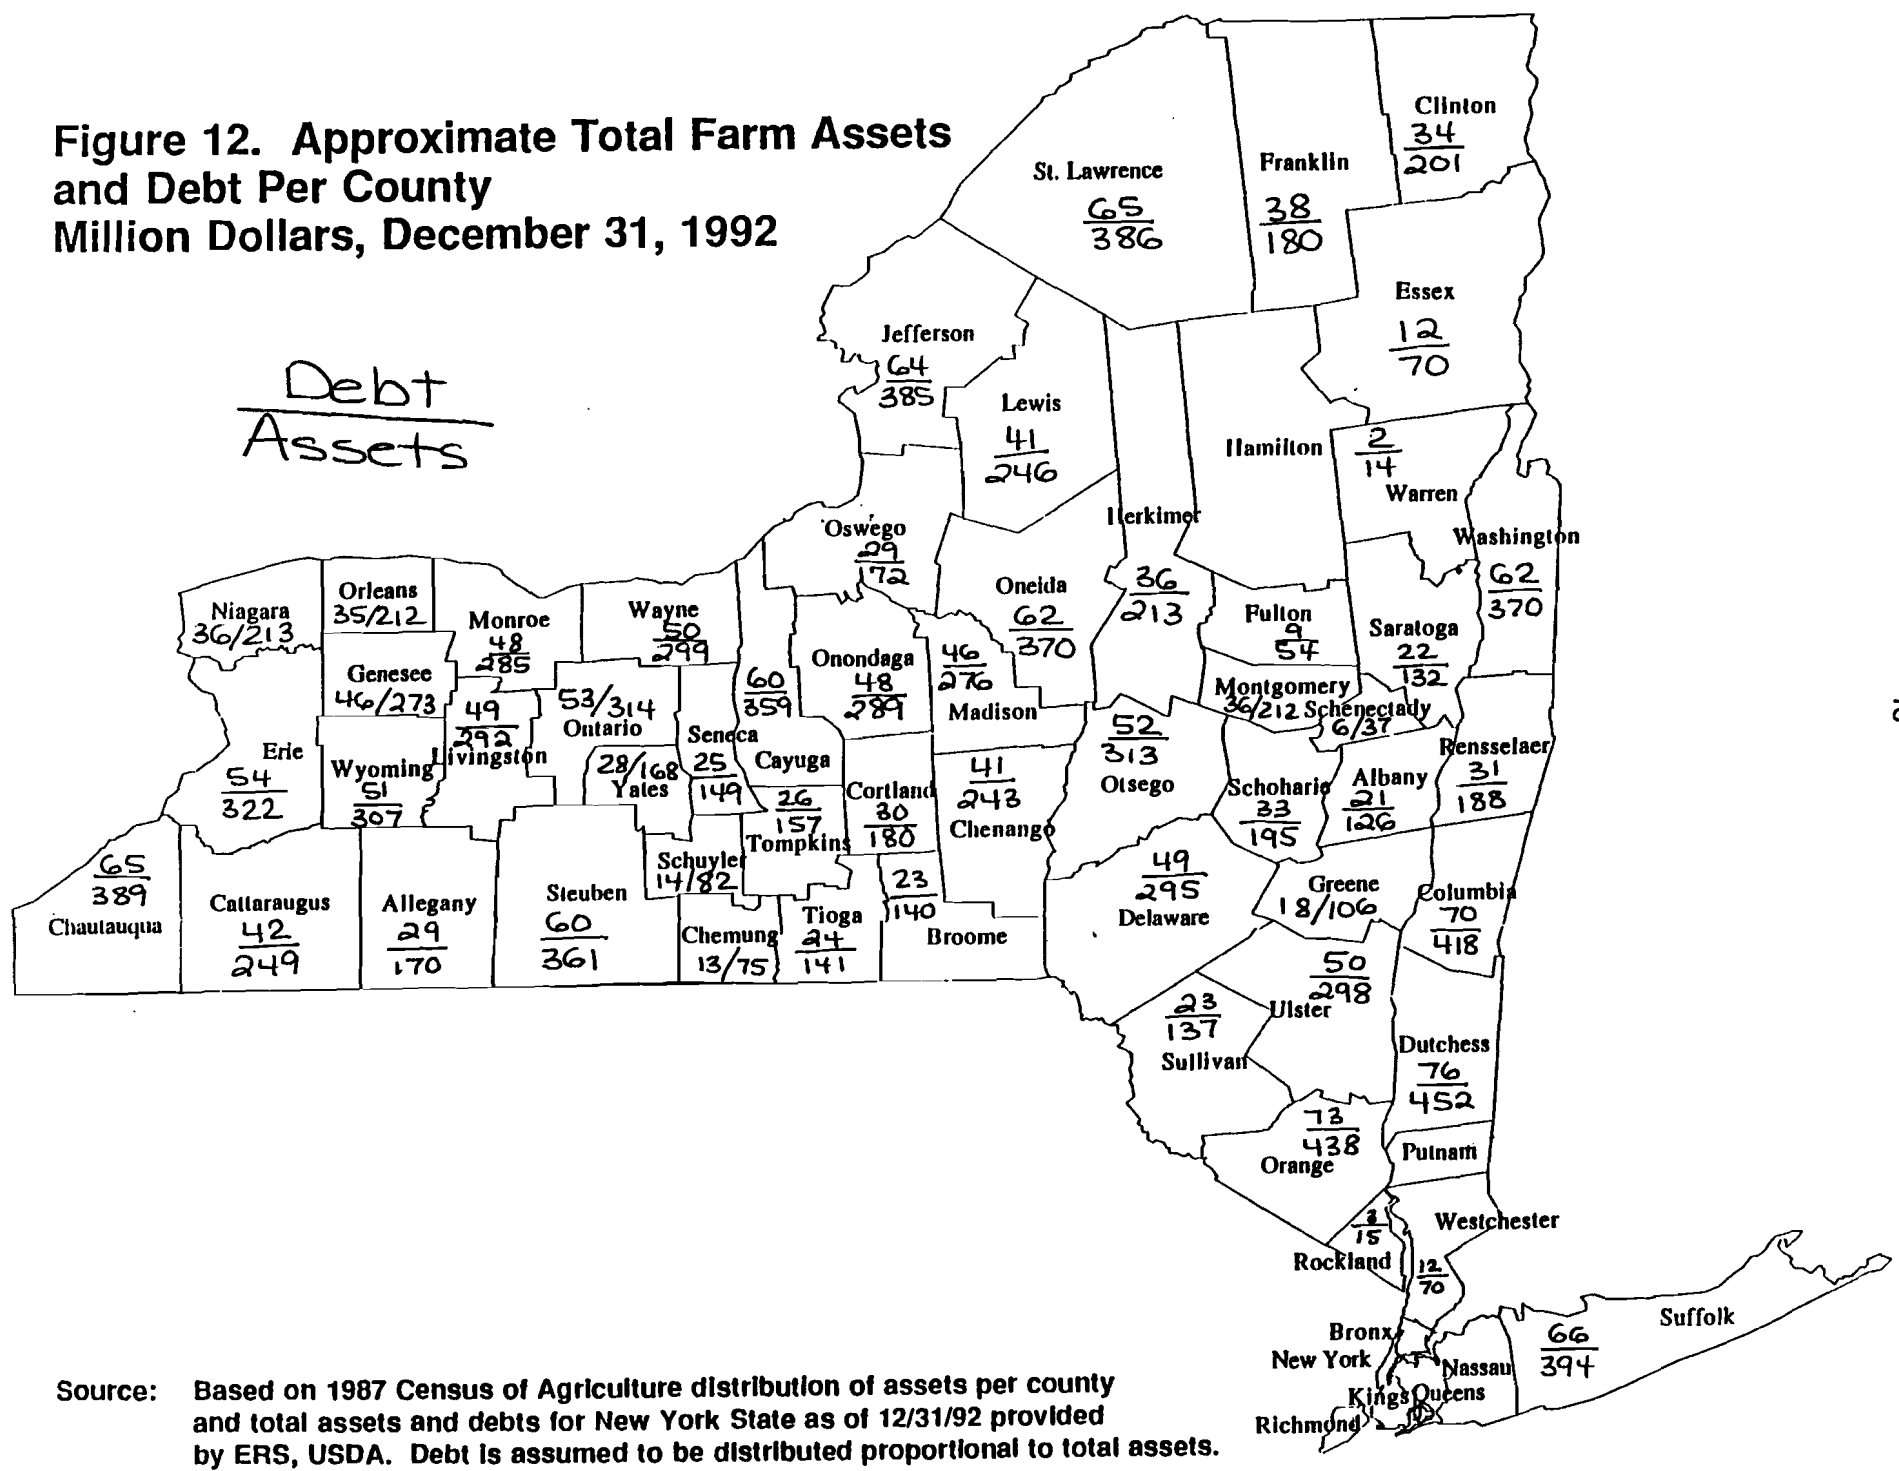 Figure 12. Approximate Total Farm Assets
and Debt Per County
Million Dollars, December 31, 1992
Debt
Assets
Clinton
34
201
St. Lawrence
65
386
Franklin
38
180
Essex
12
70
Jefferson
64
385
Lewis
41
246
Hamilton
2
14
Warren
Herkimer
36
213
Washington
62
370
Oswego
29
172
Oneida
62
370
Fulton
9
54
Saratoga
22
132
Niagara
36/213
Orleans
35/212
Monroe
48
285
Wayne
50
299
Genesee
46/273
49
292
Livingston
53/314
Ontario
Seneca
25
149
60
359
Cayuga
Onondaga
48
289
46
276
Madison
Montgomery
36/212
Schenectady
6/37
Erie
54
322
Wyoming
51
307
28/168
Yates
26
157
Tompkins
Cortland
30
180
41
243
Chenango
52
313
Otsego
Schoharie
33
195
Albany
21
126
Rensselaer
31
188
65
389
Chautauqua
Cattaraugus
42
249
Allegany
29
170
Steuben
60
361
Schuyler
14/82
Chemung
13/75
Tioga
24
141
23
140
Broome
49
295
Delaware
Greene
18/106
Columbia
70
418
50
298
Ulster
23
137
Sullivan
Dutchess
76
452
73
438
Orange
Putnam
15
Rockland
Westchester
12
70
Bronx
New York
Kings
Queens
Richmond
Nassau
66
394
Suffolk
Source: Based on 1987 Census of Agriculture distribution of assets per county
and total assets and debts for New York State as of 12/31/92 provided
by ERS, USDA. Debt is assumed to be distributed proportional to total assets.